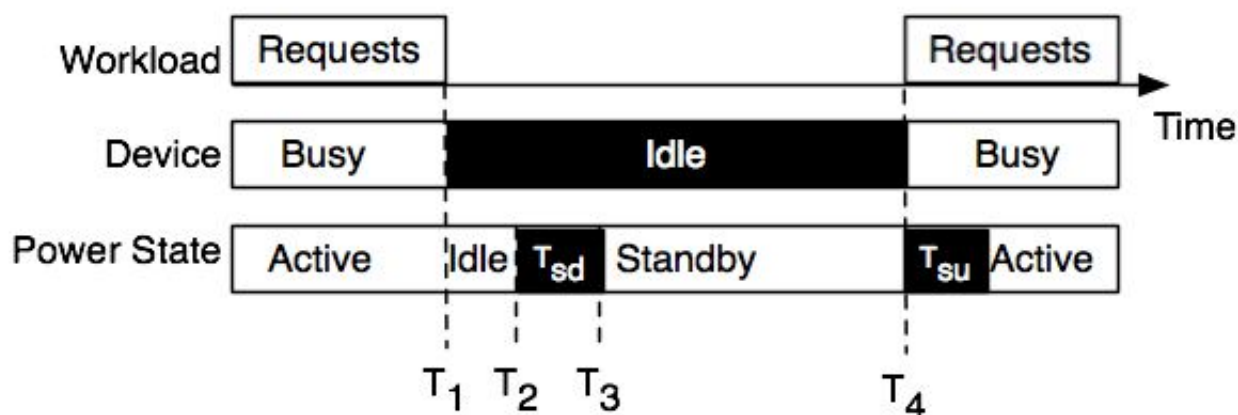 Workload Requests Requests
Time
Device Busy Idle Busy
Power State Active Idle Tsd Standby Tsu Active
T1 T2 T3 T4